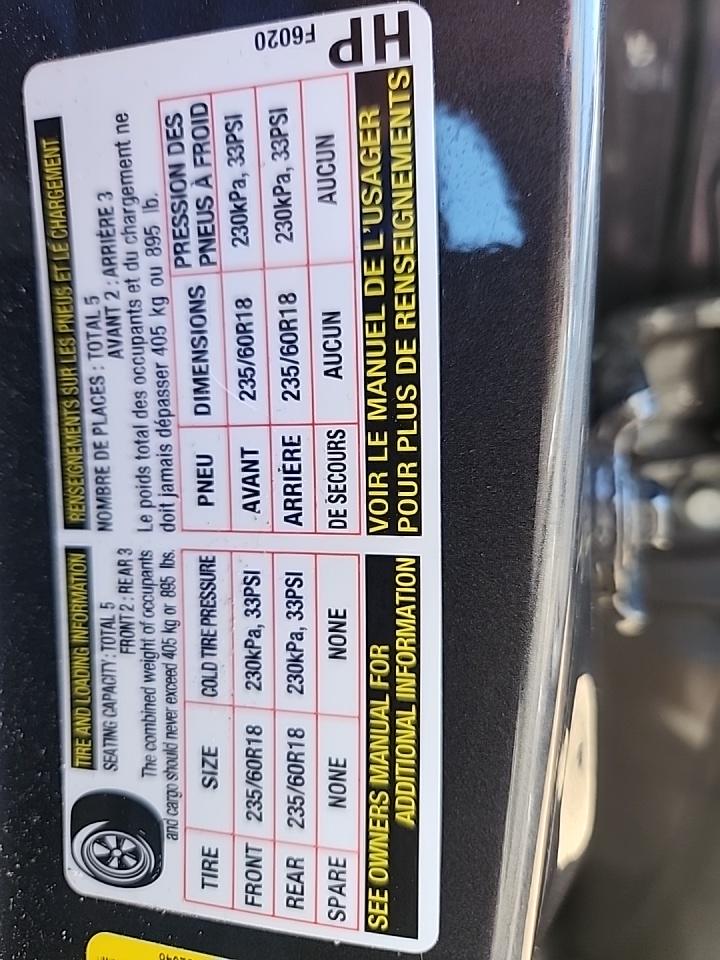 TIRE AND LOADING INFORMATION
SEATING CAPACITY : TOTAL 5
FRONT 2 : REAR 3
The combined weight of occupants
and cargo should never exceed 405 kg or 895 lbs.
TIRE SIZE COLD TIRE PRESSURE
FRONT 235/60R18 230kPa, 33PSI
REAR 235/60R18 230kPa, 33PSI
SPARE NONE NONE
SEE OWNERS MANUAL FOR
ADDITIONAL INFORMATION
RENSEIGNEMENTS SUR LES PNEUS ET LE CHARGEMENT
NOMBRE DE PLACES : TOTAL 5
AVANT 2 : ARRIÈRE 3
Le poids total des occupants et du chargement ne
doit jamais dépasser 405 kg ou 895 lb.
PNEU DIMENSIONS PRESSION DES
PNEUS À FROID
AVANT 235/60R18 230kPa, 33PSI
ARRIÈRE 235/60R18 230kPa, 33PSI
DE SECOURS AUCUN AUCUN
VOIR LE MANUEL DE L'USAGER
POUR PLUS DE RENSEIGNEMENTS
F6020
HP